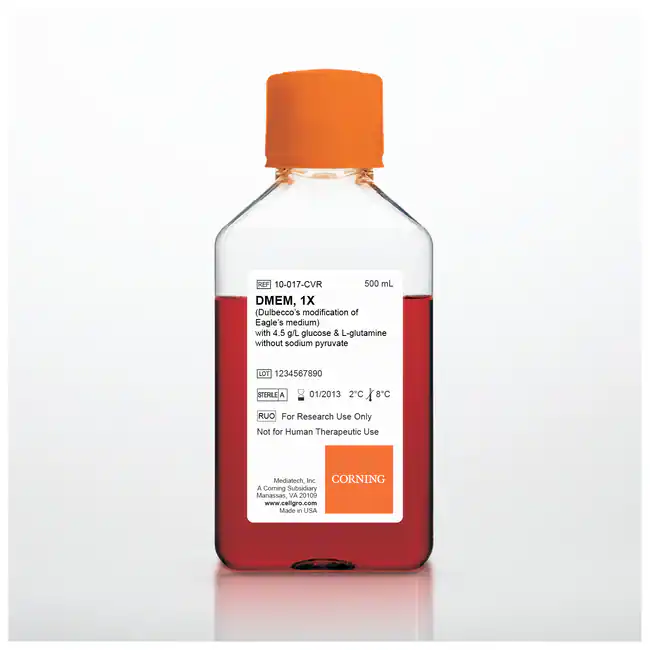 REF 10-017-CVR 500 mL
DMEM, 1X
(Dulbecco's modification of
Eagle's medium)
with 4.5 g/L glucose & L-glutamine
without sodium pyruvate
LOT 1234567890
STERILE A 01/2013 2°C 8°C
RUO For Research Use Only
Not for Human Therapeutic Use
Mediatech, Inc.
A Corning Subsidiary
Manassas, VA 20109
www.cellgro.com
Made in USA
CORNING